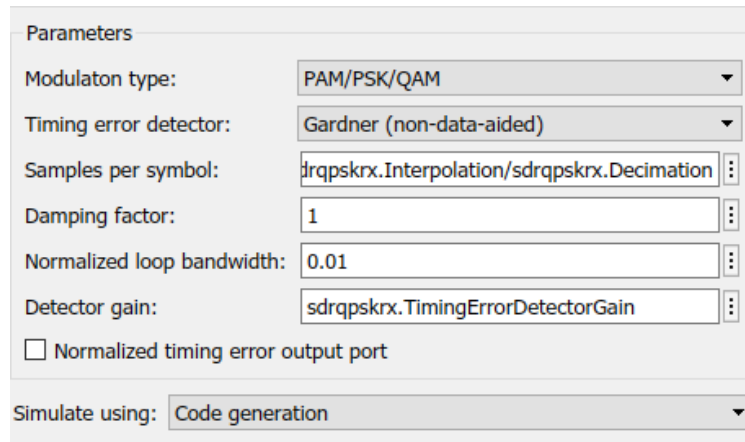 Parameters
Modulaton type: PAM/PSK/QAM
Timing error detector: Gardner (non-data-aided)
Samples per symbol: drqpskrx.Interpolation/sdrqpskrx.Decimation
Damping factor: 1
Normalized loop bandwidth: 0.01
Detector gain: sdrqpskrx.TimingErrorDetectorGain
Normalized timing error output port
Simulate using: Code generation